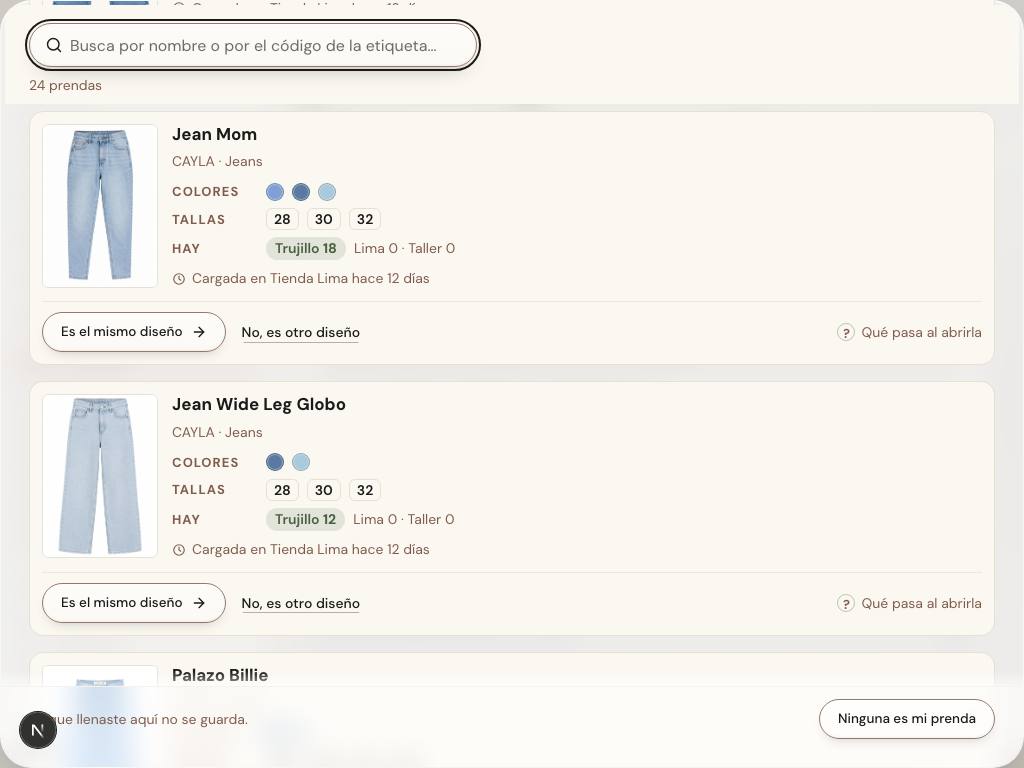 Busca por nombre o por el código de la etiqueta...
24 prendas
Jean Mom
CAYLA · Jeans
COLORES
TALLAS 28 30 32
HAY Trujillo 18 Lima 0 · Taller 0
Cargada en Tienda Lima hace 12 días
Es el mismo diseño → No, es otro diseño ? Qué pasa al abrirla
Jean Wide Leg Globo
CAYLA · Jeans
COLORES
TALLAS 28 30 32
HAY Trujillo 12 Lima 0 · Taller 0
Cargada en Tienda Lima hace 12 días
Es el mismo diseño → No, es otro diseño ? Qué pasa al abrirla
Palazo Billie
llenaste aquí no se guarda. Ninguna es mi prenda
N